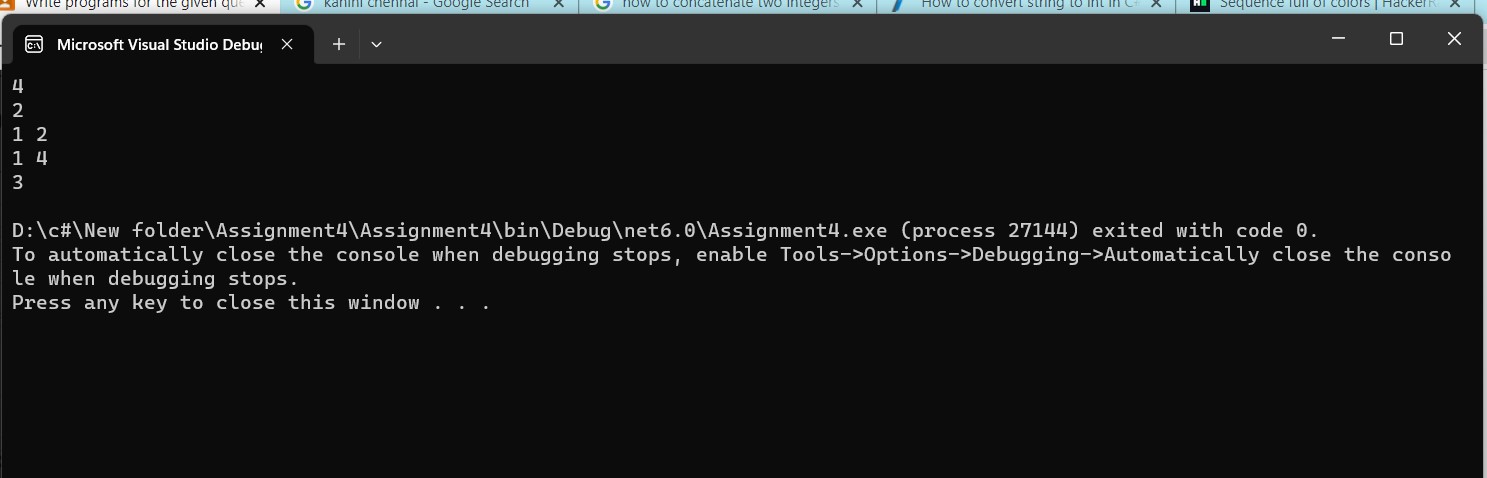 Write programs for the given que
kanini chennai - Google Search
how to concatenate two integers
How to convert string to int in C
Sequence full of colors | HackerR
Microsoft Visual Studio Debu
4
2
1 2
1 4
3
D:\c#\New folder\Assignment4\Assignment4\bin\Debug\net6.0\Assignment4.exe (process 27144) exited with code 0.
To automatically close the console when debugging stops, enable Tools->Options->Debugging->Automatically close the conso
le when debugging stops.
Press any key to close this window . . .